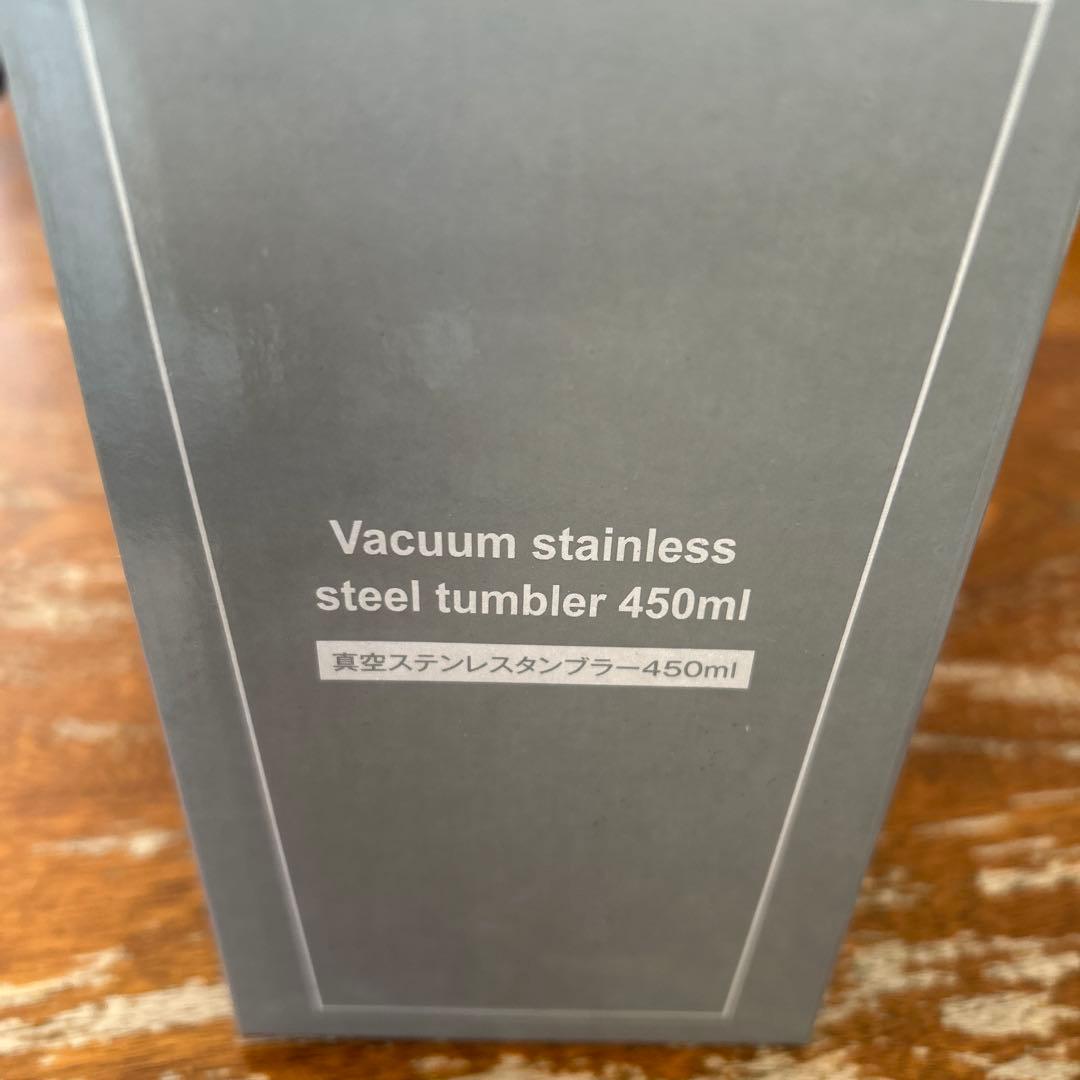 Vacuum stainless
steel tumbler 450ml
真空ステンレスタンブラー450ml